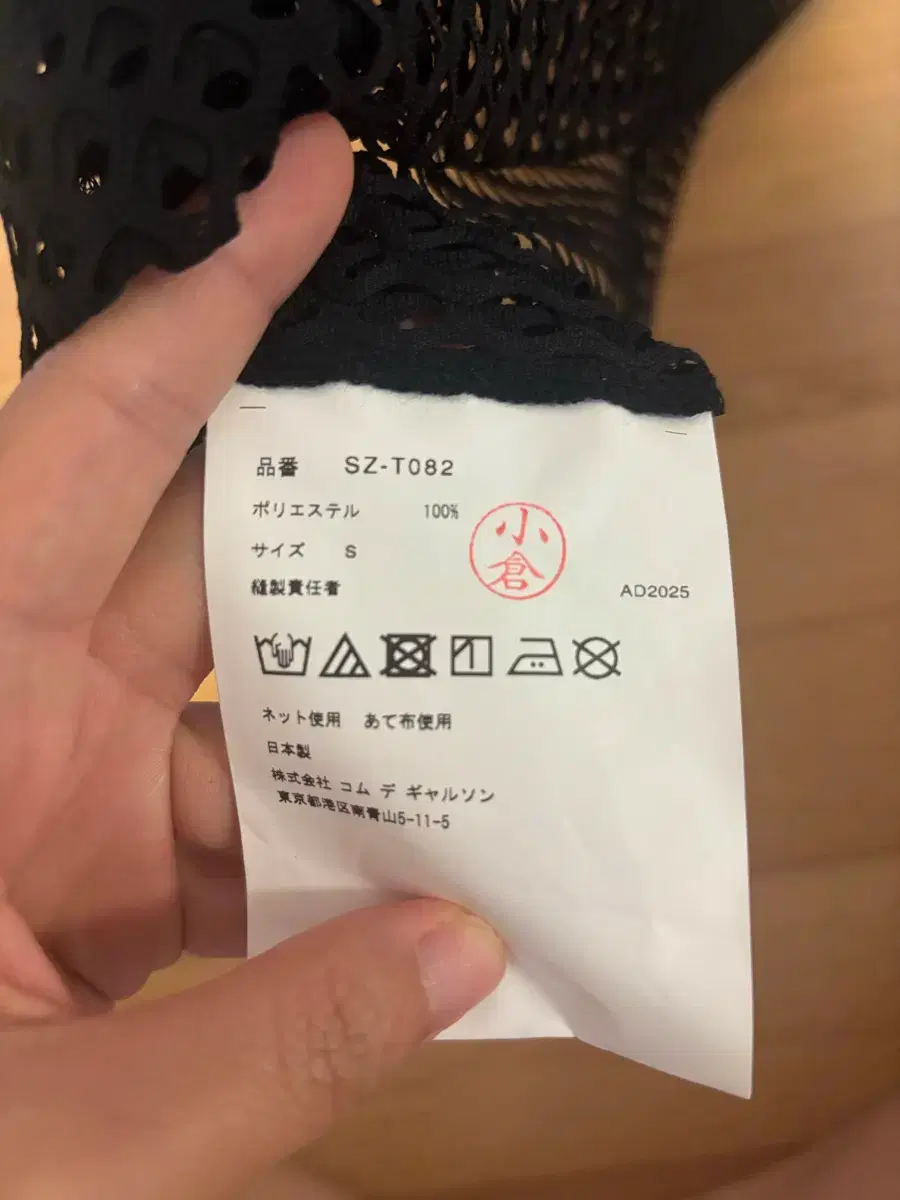 品番 SZ-T082
ポリエステル 100%
サイズ S
縫製責任者
小倉
AD2025
ネット使用 あて布使用
日本製
株式会社 コム デ ギャルソン
東京都港区南青山5-11-5